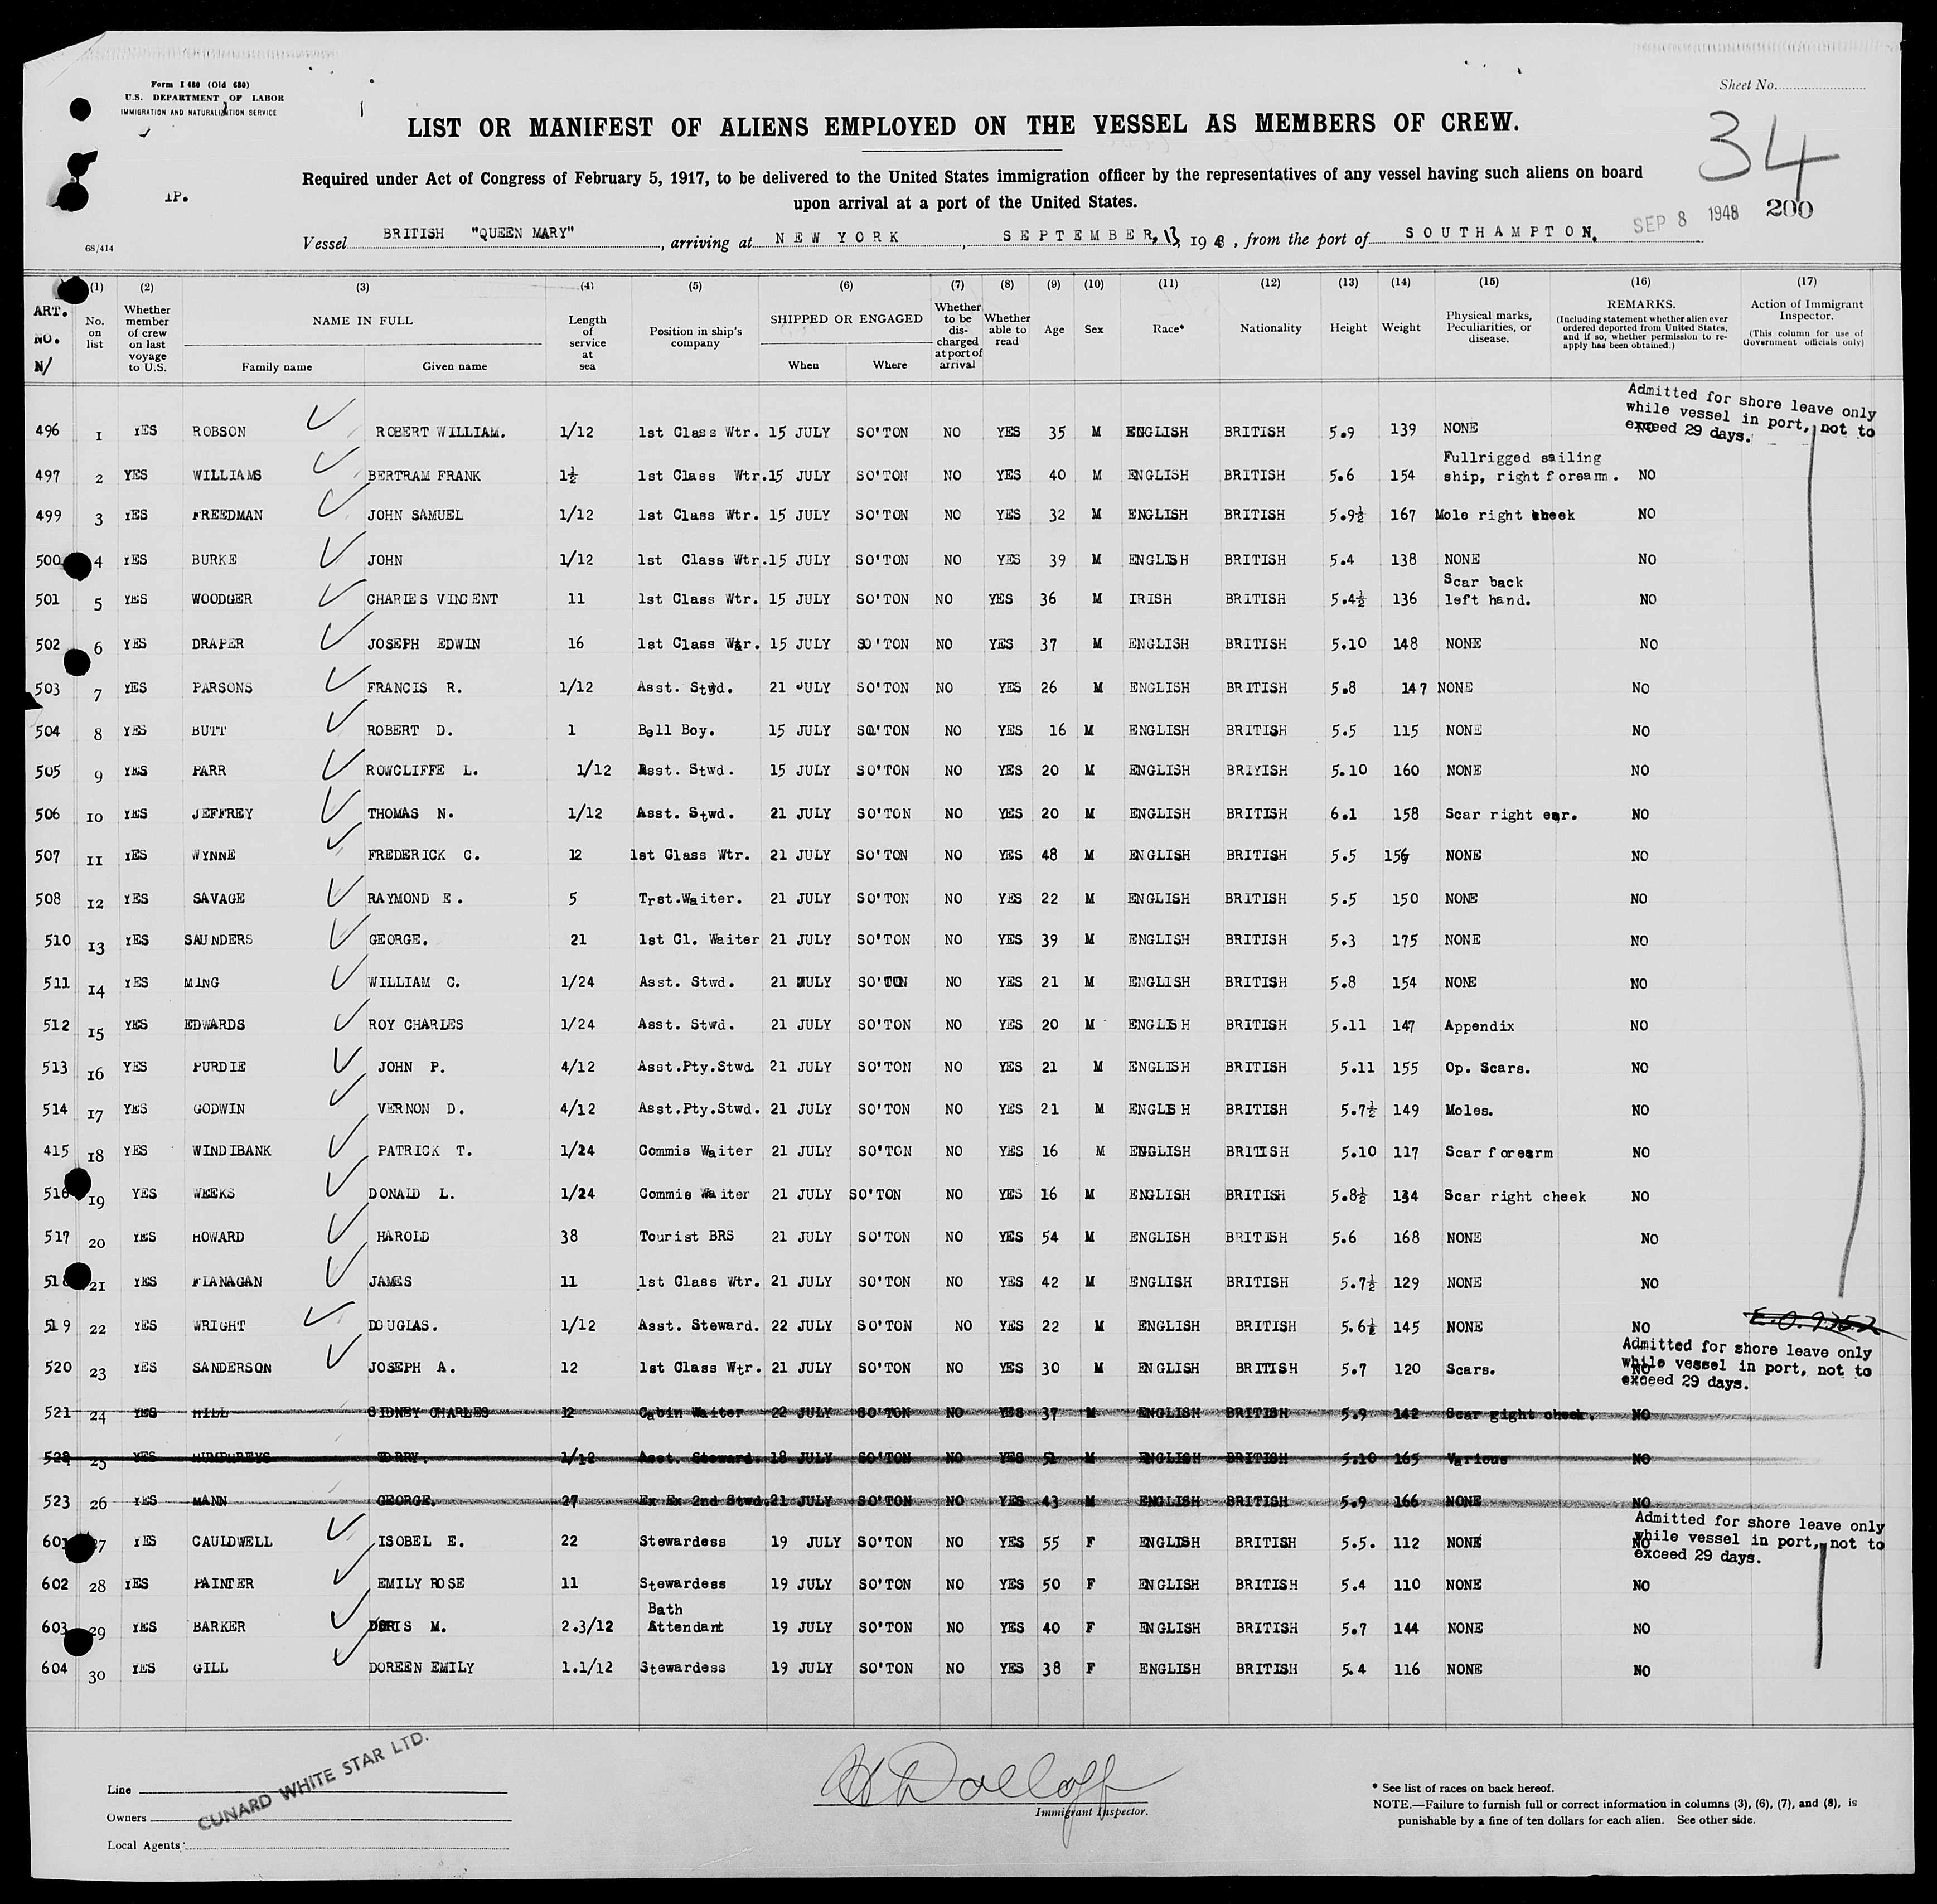 Form I 480 (Old 680)
U.S. DEPARTMENT OF LABOR
IMMIGRATION AND NATURALIZATION SERVICE
Sheet No.
LIST OR MANIFEST OF ALIENS EMPLOYED ON THE VESSEL AS MEMBERS OF CREW.
34
Required under Act of Congress of February 5, 1917, to be delivered to the United States immigration officer by the representatives of any vessel having such aliens on board
upon arrival at a port of the United States.
1P.
68/414
Vessel BRITISH "QUEEN MARY", arriving at NEW YORK, SEPTEMBER, 13, 1948, from the port of SOUTHAMPTON. SEP 8 1948 200
ART. NO. N/ (1) No. on list (2) Whether member of crew on last voyage to U.S. (3) NAME IN FULL Family name Given name (4) Length of service at sea (5) Position in ship's company (6) SHIPPED OR ENGAGED When Where (7) Whether to be discharged at port of arrival (8) Whether able to read (9) Age (10) Sex (11) Race* (12) Nationality (13) Height (14) Weight (15) Physical marks, Peculiarities, or disease. (16) REMARKS. (Including statement whether alien ever ordered deported from United States, and if so, whether permission to re-apply has been obtained.) (17) Action of Immigrant Inspector. (This column for use of Government officials only)
Admitted for shore leave only
while vessel in port, not to
exceed 29 days.
496 1 YES ROBSON ROBERT WILLIAM. 1/12 1st Class Wtr. 15 JULY SO'TON NO YES 35 M ENGLISH BRITISH 5.9 139 NONE NO
497 2 YES WILLIAMS BERTRAM FRANK 1½ 1st Class Wtr. 15 JULY SO'TON NO YES 40 M ENGLISH BRITISH 5.6 154 Fullrigged sailing ship, right forearm. NO
499 3 YES FREEDMAN JOHN SAMUEL 1/12 1st Class Wtr. 15 JULY SO'TON NO YES 32 M ENGLISH BRITISH 5.9½ 167 Mole right cheek NO
500 4 YES BURKE JOHN 1/12 1st Class Wtr. 15 JULY SO'TON NO YES 39 M ENGLISH BRITISH 5.4 138 NONE NO
501 5 YES WOODGER CHARLES VINCENT 11 1st Class Wtr. 15 JULY SO'TON NO YES 36 M IRISH BRITISH 5.4½ 136 Scar back left hand. NO
502 6 YES DRAPER JOSEPH EDWIN 16 1st Class Wtr. 15 JULY SO'TON NO YES 37 M ENGLISH BRITISH 5.10 148 NONE NO
503 7 YES PARSONS FRANCIS R. 1/12 Asst. Stwd. 21 JULY SO'TON NO YES 26 M ENGLISH BRITISH 5.8 147 NONE NO
504 8 YES BUTT ROBERT D. 1 Bell Boy. 15 JULY SO'TON NO YES 16 M ENGLISH BRITISH 5.5 115 NONE NO
505 9 YES PARR ROWCLIFFE L. 1/12 Asst. Stwd. 15 JULY SO'TON NO YES 20 M ENGLISH BRIYISH 5.10 160 NONE NO
506 10 YES JEFFREY THOMAS N. 1/12 Asst. Stwd. 21 JULY SO'TON NO YES 20 M ENGLISH BRITISH 6.1 158 Scar right ear. NO
507 11 YES WYNNE FREDERICK C. 12 1st Class Wtr. 21 JULY SO'TON NO YES 48 M ENGLISH BRITISH 5.5 NONE NO
508 12 YES SAVAGE RAYMOND E. 5 Trst.Waiter. 21 JULY SO'TON NO YES 22 M ENGLISH BRITISH 5.5 150 NONE NO
510 13 YES SAUNDERS GEORGE. 21 1st Cl. Waiter 21 JULY SO'TON NO YES 39 M ENGLISH BRITISH 5.3 175 NONE NO
511 14 YES MING WILLIAM C. 1/24 Asst. Stwd. 21 JULY SO'TON NO YES 21 M ENGLISH BRITISH 5.8 154 NONE NO
512 15 YES EDWARDS ROY CHARLES 1/24 Asst. Stwd. 21 JULY SO'TON NO YES 20 M ENGLISH BRITISH 5.11 147 Appendix NO
513 16 YES PURDIE JOHN P. 4/12 Asst.Pty.Stwd. 21 JULY SO'TON NO YES 21 M ENGLISH BRITISH 5.11 155 Op. Scars. NO
514 17 YES GODWIN VERNON D. 4/12 Asst.Pty.Stwd. 21 JULY SO'TON NO YES 21 M ENGLISH BRITISH 5.7½ 149 Moles. NO
415 18 YES WINDIBANK PATRICK T. 1/24 Commis Waiter 21 JULY SO'TON NO YES 16 M ENGLISH BRITISH 5.10 117 Scar forearm NO
516 19 YES WEEKS DONALD L. 1/24 Commis Waiter 21 JULY SO'TON NO YES 16 M ENGLISH BRITISH 5.8½ 134 Scar right cheek NO
517 20 YES HOWARD HAROLD 38 Tourist BRS 21 JULY SO'TON NO YES 54 M ENGLISH BRITISH 5.6 168 NONE NO
518 21 YES FLANAGAN JAMES 11 1st Class Wtr. 21 JULY SO'TON NO YES 42 M ENGLISH BRITISH 5.7½ 129 NONE NO
519 22 YES WRIGHT DOUGLAS. 1/12 Asst. Steward. 22 JULY SO'TON NO YES 22 M ENGLISH BRITISH 5.6½ 145 NONE NO E.O. 9352
Admitted for shore leave only
while vessel in port, not to
exceed 29 days.
520 23 YES SANDERSON JOSEPH A. 12 1st Class Wtr. 21 JULY SO'TON NO YES 30 M ENGLISH BRITISH 5.7 120 Scars. NO
521 24 YES HILL SIDNEY CHARLES 12 Cabin Waiter 22 JULY SO'TON NO YES 37 M ENGLISH BRITISH 5.9 142 Scar gight cheek. NO
522 25 YES HUMPHREYS 1/12 Asst. Steward. 18 JULY SO'TON NO YES 51 M ENGLISH BRITISH 5.10 165 Various NO
523 26 YES MANN GEORGE. 27 Ex Ex 2nd Stwd. 21 JULY SO'TON NO YES 43 M ENGLISH BRITISH 5.9 166 NONE NO
Admitted for shore leave only
while vessel in port, not to
exceed 29 days.
601 27 YES CAULDWELL ISOBEL E. 22 Stewardess 19 JULY SO'TON NO YES 55 F ENGLISH BRITISH 5.5. 112 NONE NO
602 28 YES PAINTER EMILY ROSE 11 Stewardess 19 JULY SO'TON NO YES 50 F ENGLISH BRITISH 5.4 110 NONE NO
603 29 YES BARKER DORIS M. 2.3/12 Bath Attendant 19 JULY SO'TON NO YES 40 F ENGLISH BRITISH 5.7 144 NONE NO
604 30 YES GILL DOREEN EMILY 1.1/12 Stewardess 19 JULY SO'TON NO YES 38 F ENGLISH BRITISH 5.4 116 NONE NO
Line
Owners
Local Agents
CUNARD WHITE STAR LTD.
Immigrant Inspector.
* See list of races on back hereof.
NOTE.—Failure to furnish full or correct information in columns (3), (6), (7), and (8), is
punishable by a fine of ten dollars for each alien. See other side.